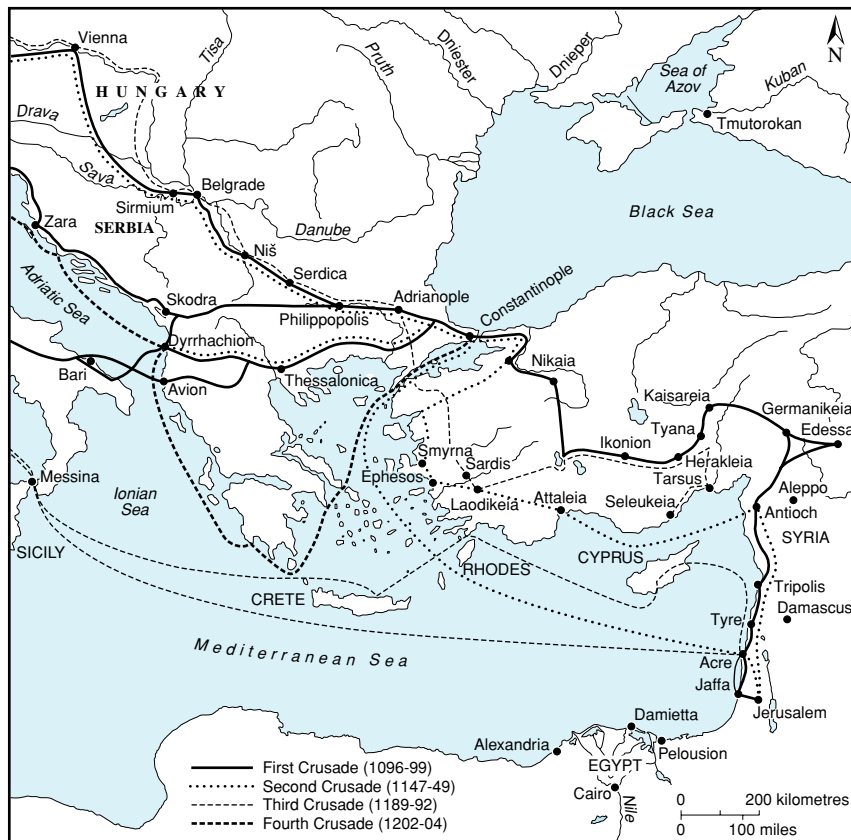 Vienna
Tisa
Pruth
Dniester
Dnieper
Sea of
Azov
Kuban
N
HUNGARY
Tmutorokan
Drava
Sava
Belgrade
Sirmium
Black Sea
SERBIA
Zara
Danube
Niš
Serdica
Adriatic Sea
Skodra
Adrianople
Constantinople
Philippopolis
Dyrrhachion
Nikaia
Bari
Avlon
Thessalonica
Kaisareia
Germanikeia
Tyana
Edessa
Ikonion
Smyrna
Sardis
Herakleia
Messina
Ephesos
Tarsus
Aleppo
Ionian
Sea
Laodikeia
Attaleia
Seleukeia
Antioch
SICILY
CYPRUS
SYRIA
RHODES
CRETE
Tripolis
Damascus
Tyre
Mediterranean Sea
Acre
Jaffa
Jerusalem
Damietta
Alexandria
Pelousion
EGYPT
Cairo
Nile
First Crusade (1096-99)
Second Crusade (1147-49)
Third Crusade (1189-92)
Fourth Crusade (1202-04)
0 200 kilometres
0 100 miles